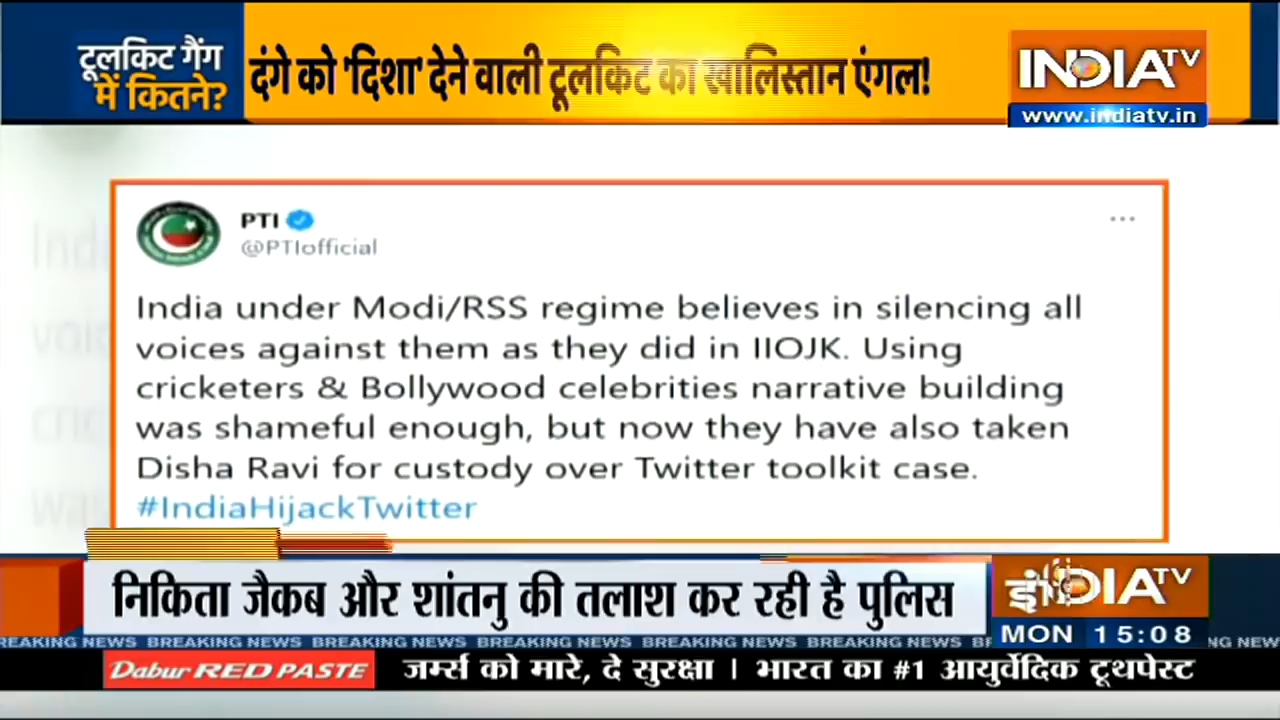 टूलकिट गैंग
में कितने?
दंगे को 'दिशा' देने वाली टूलकिट का खालिस्तान एंगल!
INDIA TV
www.indiatv.in
PTI
@PTIofficial
India under Modi/RSS regime believes in silencing all
voices against them as they did in IIOJK. Using
cricketers & Bollywood celebrities narrative building
was shameful enough, but now they have also taken
Disha Ravi for custody over Twitter toolkit case.
#IndiaHijackTwitter
निकिता जैकब और शांतनु की तलाश कर रही है पुलिस
MON 15:08
BREAKING NEWS BREAKING NEWS BREAKING NEWS BREAKING NEWS BREAKING NEWS BREAKING NEWS
Dabur RED PASTE जर्म्स को मारे, दे सुरक्षा | भारत का #1 आयुर्वेदिक टूथपेस्ट